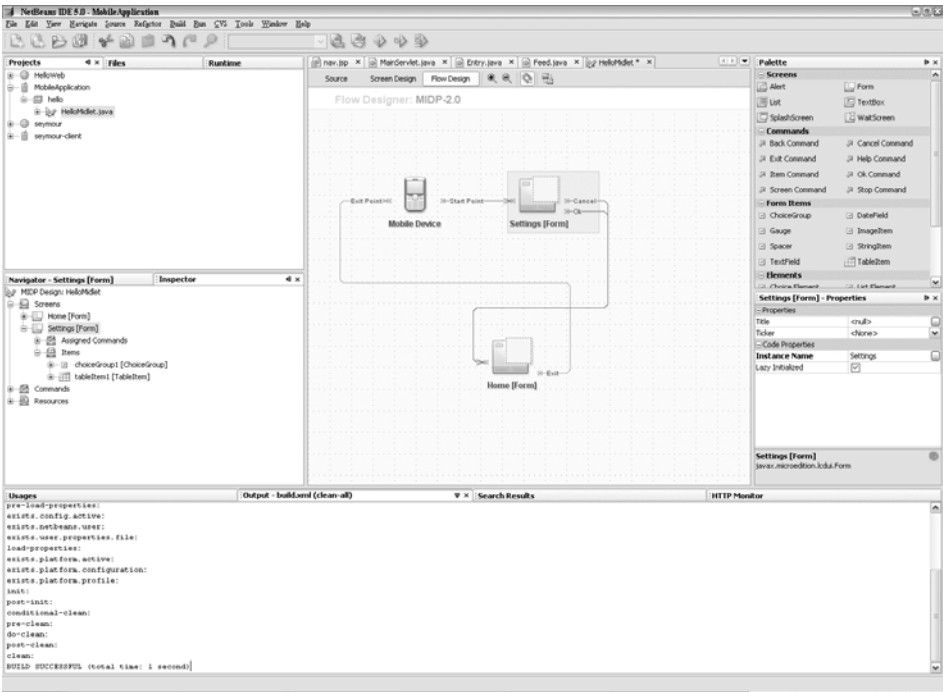 NetBeans IDE 5.0 - MobileApplication
File Edit View Navigate Source Refactor Build Run CVS Tools Window Help
Projects
Files
Runtime
HelloWeb
MobileApplication
hello
HelloMidlet.java
seymour
seymour-client
nav.jsp
MainServlet.java
Entry.java
Feed.java
HelloMidlet *
Source
Screen Design
Flow Design
Flow Designer: MIDP-2.0
Exit Point
Mobile Device
Start Point
Settings [Form]
Cancel
Ok
Home [Form]
Exit
Palette
Screens
Alert
Form
List
TextBox
SplashScreen
WaitScreen
Commands
Back Command
Cancel Command
Exit Command
Help Command
Item Command
Ok Command
Screen Command
Stop Command
Form Items
ChoiceGroup
DateField
Gauge
ImageItem
Spacer
StringItem
TextField
TableItem
Elements
Choice Element
List Element
Navigator - Settings [Form]
Inspector
MIDP Design: HelloMidlet
Screens
Home [Form]
Settings [Form]
Assigned Commands
Items
choiceGroup1 [ChoiceGroup]
tableItem1 [TableItem]
Commands
Resources
Settings [Form] - Properties
Properties
Title <null>
Ticker <None>
Code Properties
Instance Name Settings
Lazy Initialized
Settings [Form]
javax.microedition.lcdui.Form
Usages
Output - build.xml (clean-all)
Search Results
HTTP Monitor
pre-load-properties:
exists.config.active:
exists.netbeans.user:
exists.user.properties.file:
load-properties:
exists.platform.active:
exists.platform.configuration:
exists.platform.profile:
init:
post-init:
conditional-clean:
pre-clean:
do-clean:
post-clean:
clean:
BUILD SUCCESSFUL (total time: 1 second)